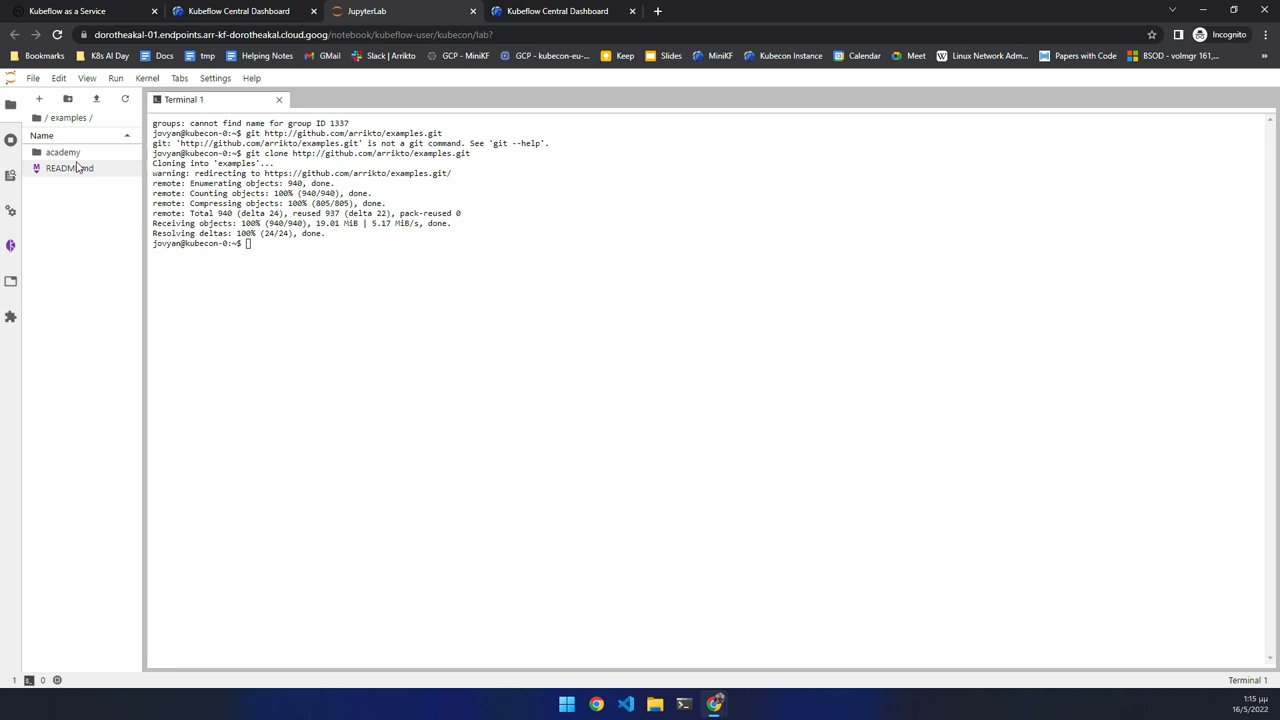 Kubeflow as a Service
Kubeflow Central Dashboard
JupyterLab
Kubeflow Central Dashboard
dorotheakal-01.endpoints.arr-kf-dorotheakal.cloud.goog/notebook/kubeflow-user/kubecon/lab?
Incognito
Bookmarks
K8s AI Day
Docs
tmp
Helping Notes
GMail
Slack | Arrikto
GCP - MiniKF
GCP - kubecon-eu-...
Keep
Slides
MiniKF
Kubecon Instance
Calendar
Meet
Linux Network Adm...
Papers with Code
BSOD - volmgr 161,...
»
File Edit View Run Kernel Tabs Settings Help
Terminal 1
/ examples /
Name
academy
README.md
groups: cannot find name for group ID 1337
jovyan@kubecon-0:~$ git http://github.com/arrikto/examples.git
git: 'http://github.com/arrikto/examples.git' is not a git command. See 'git --help'.
jovyan@kubecon-0:~$ git clone http://github.com/arrikto/examples.git
Cloning into 'examples'...
warning: redirecting to https://github.com/arrikto/examples.git/
remote: Enumerating objects: 940, done.
remote: Counting objects: 100% (940/940), done.
remote: Compressing objects: 100% (805/805), done.
remote: Total 940 (delta 24), reused 937 (delta 22), pack-reused 0
Receiving objects: 100% (940/940), 19.01 MiB | 5.17 MiB/s, done.
Resolving deltas: 100% (24/24), done.
jovyan@kubecon-0:~$
1
0
Terminal 1
1:15 μμ
16/5/2022